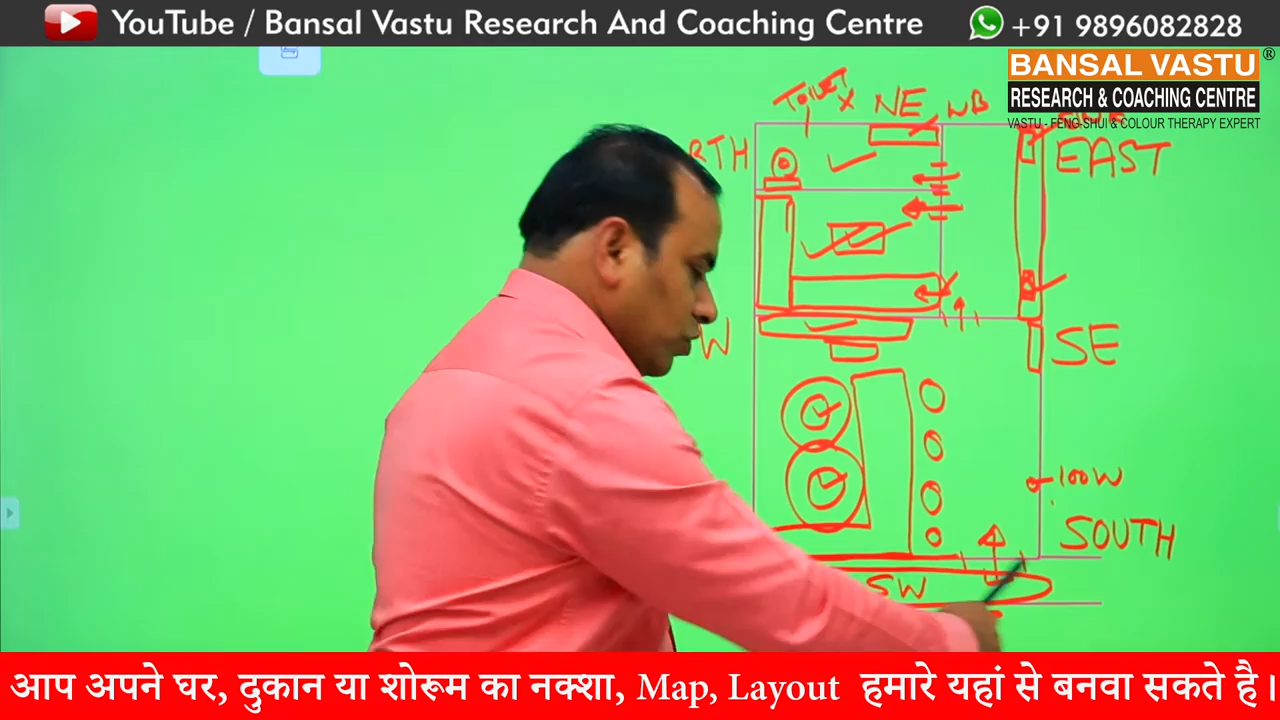 YouTube / Bansal Vastu Research And Coaching Centre
+91 9896082828
BANSAL VASTU
®
RESEARCH & COACHING CENTRE
VASTU - FENG-SHUI & COLOUR THERAPY EXPERT
TOILET X NE WB
RTH EAST
W SE
100W
SOUTH
SW
आप अपने घर, दुकान या शोरूम का नक्शा, Map, Layout हमारे यहां से बनवा सकते है।